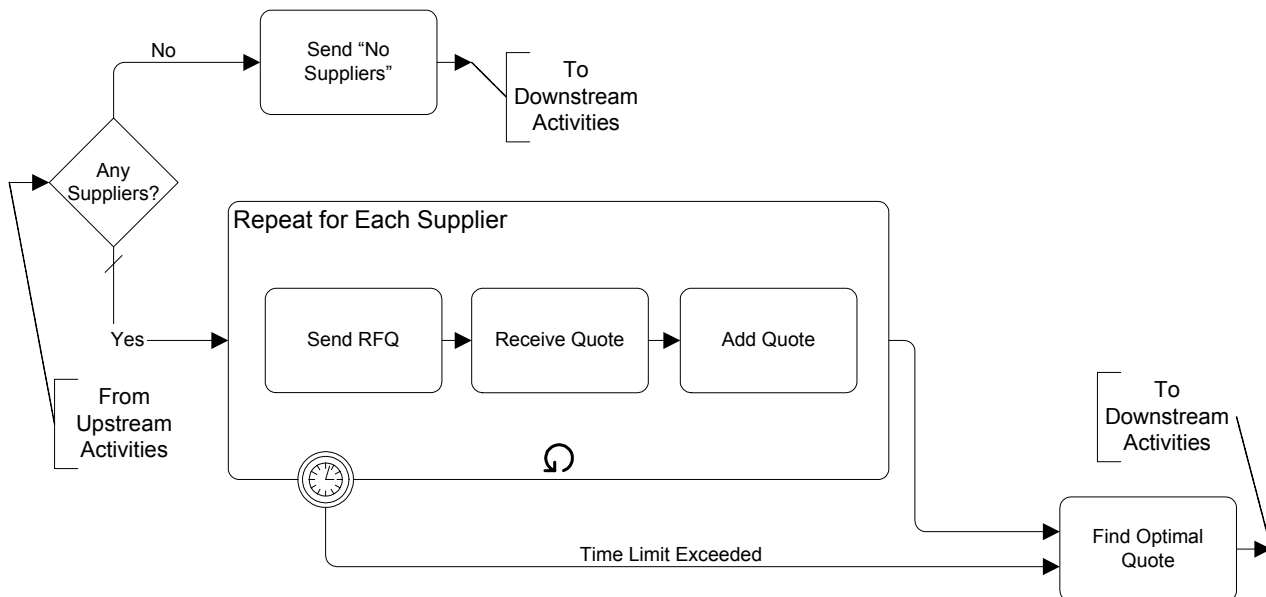 No
Send “No
Suppliers”
To
Downstream
Activities
Any
Suppliers?
Repeat for Each Supplier
Send RFQ
Receive Quote
Add Quote
Yes
From
Upstream
Activities
To
Downstream
Activities
Time Limit Exceeded
Find Optimal
Quote